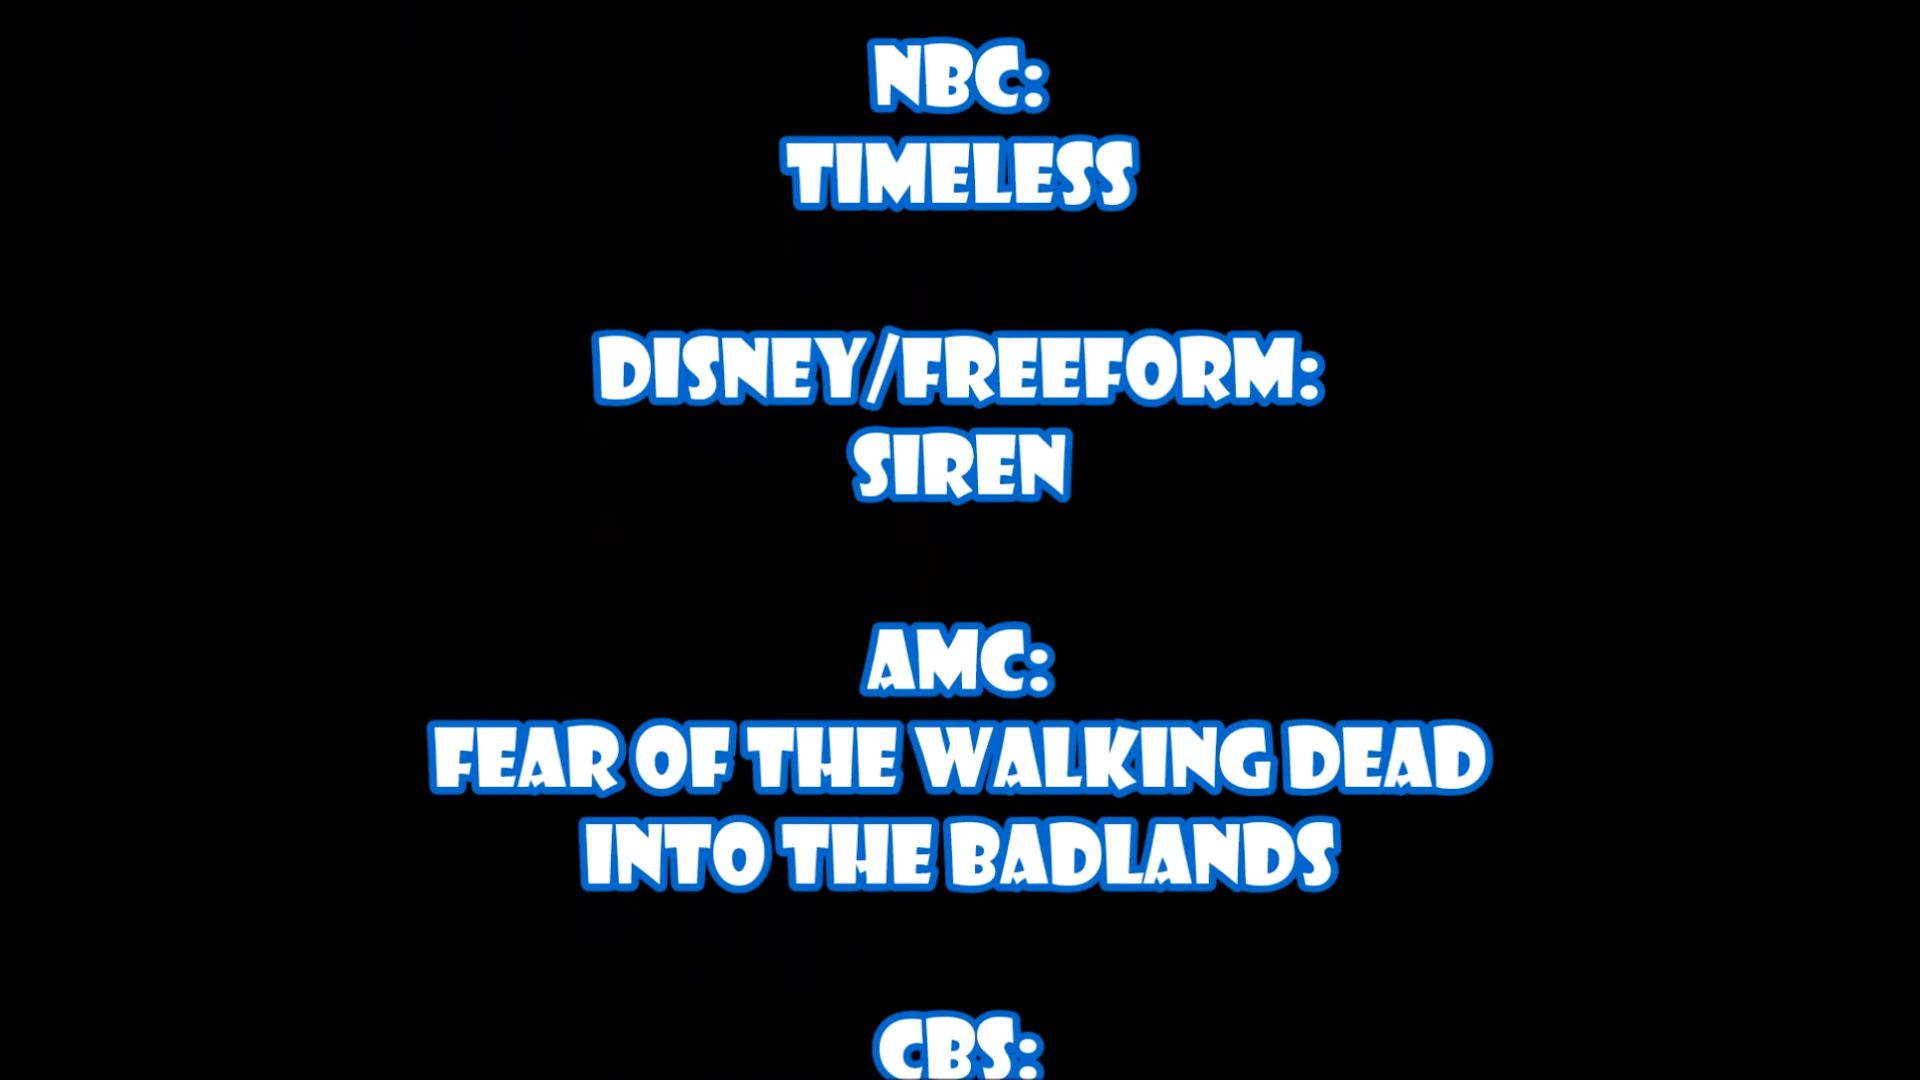 NBC:
TIMELESS
DISNEY/FREEFORM:
SIREN
AMC:
FEAR OF THE WALKING DEAD
INTO THE BADLANDS
CBS: